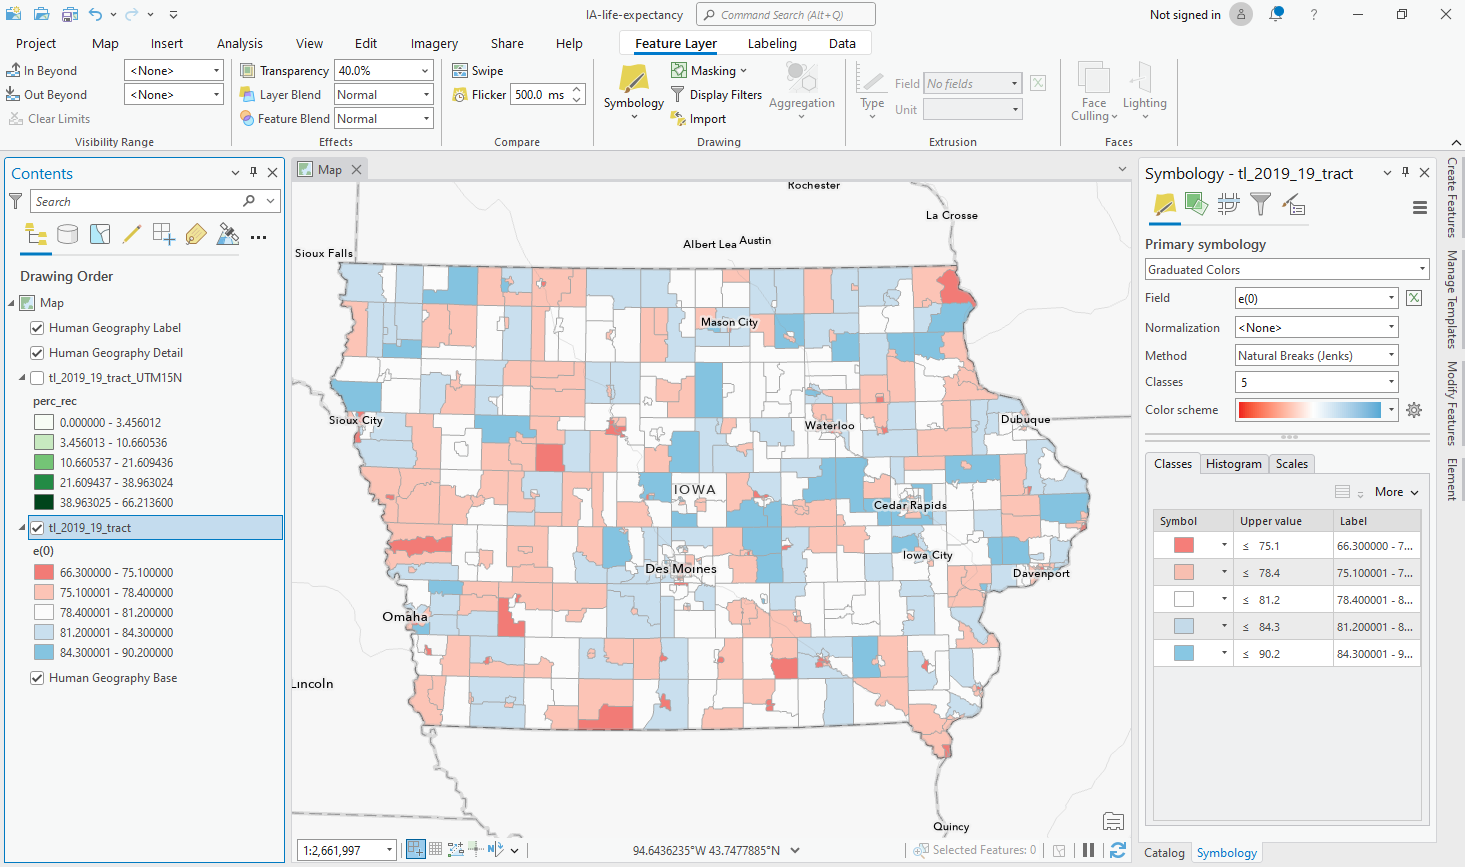 IA-life-expectancy
Command Search (Alt+Q)
Not signed in
?
Project Map Insert Analysis View Edit Imagery Share Help Feature Layer Labeling Data
In Beyond <None>
Out Beyond <None>
Clear Limits
Visibility Range
Transparency 40.0%
Layer Blend Normal
Feature Blend Normal
Effects
Swipe
Flicker 500.0 ms
Compare
Symbology
Masking
Display Filters
Import
Aggregation
Drawing
Type
Field No fields
Unit
Extrusion
Face Culling
Lighting
Faces
Contents
Search
Drawing Order
Map
Human Geography Label
Human Geography Detail
tl_2019_19_tract_UTM15N
perc_rec
0.000000 - 3.456012
3.456013 - 10.660536
10.660537 - 21.609436
21.609437 - 38.963024
38.963025 - 66.213600
tl_2019_19_tract
e(0)
66.300000 - 75.100000
75.100001 - 78.400000
78.400001 - 81.200000
81.200001 - 84.300000
84.300001 - 90.200000
Human Geography Base
Map
Rochester
La Crosse
Albert Lea Austin
Sioux Falls
Mason City
Sioux City
Waterloo
Dubuque
IOWA
Cedar Rapids
Iowa City
Des Moines
Davenport
Omaha
Lincoln
Quincy
1:2,661,997
94.6436235°W 43.7477885°N
Selected Features: 0
Symbology - tl_2019_19_tract
Primary symbology
Graduated Colors
Field e(0)
Normalization <None>
Method Natural Breaks (Jenks)
Classes 5
Color scheme
Classes Histogram Scales
More
Symbol Upper value Label
≤ 75.1 66.300000 - 7...
≤ 78.4 75.100001 - 7...
≤ 81.2 78.400001 - 8...
≤ 84.3 81.200001 - 8...
≤ 90.2 84.300001 - 9...
Catalog Symbology
Create Features
Manage Templates
Modify Features
Element